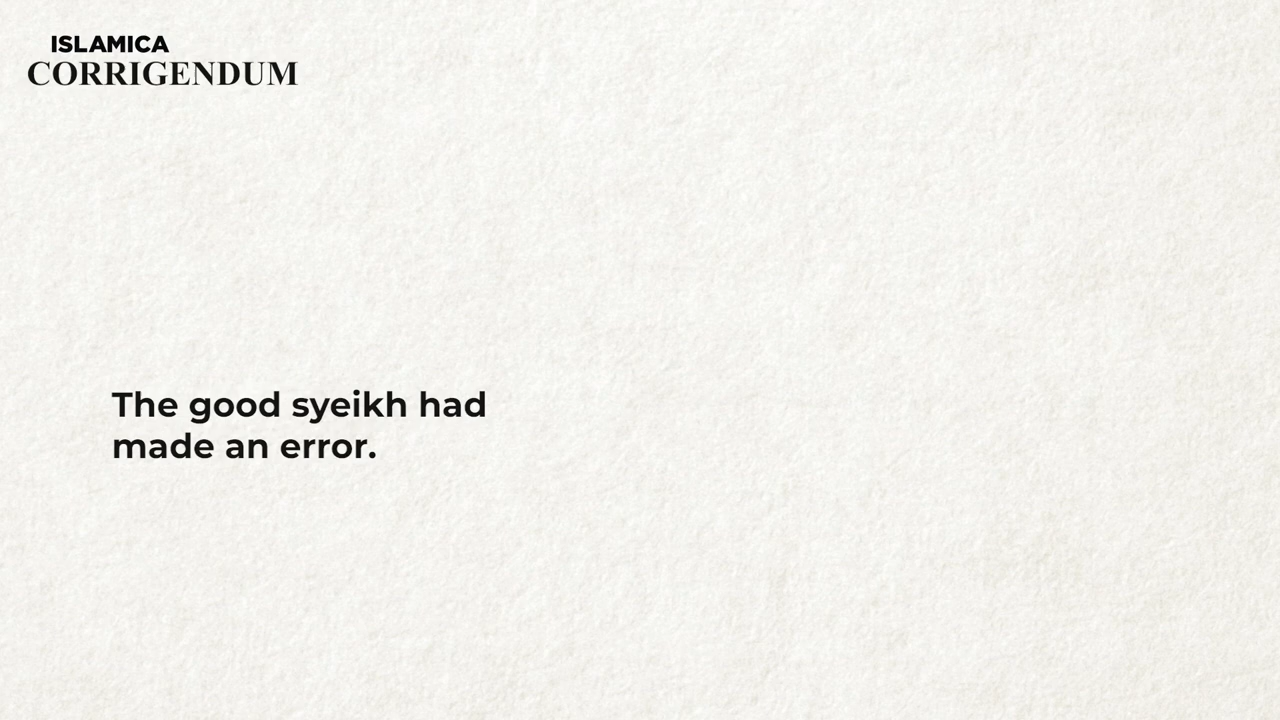 ISLAMICA
CORRIGENDUM
The good syeikh had
made an error.